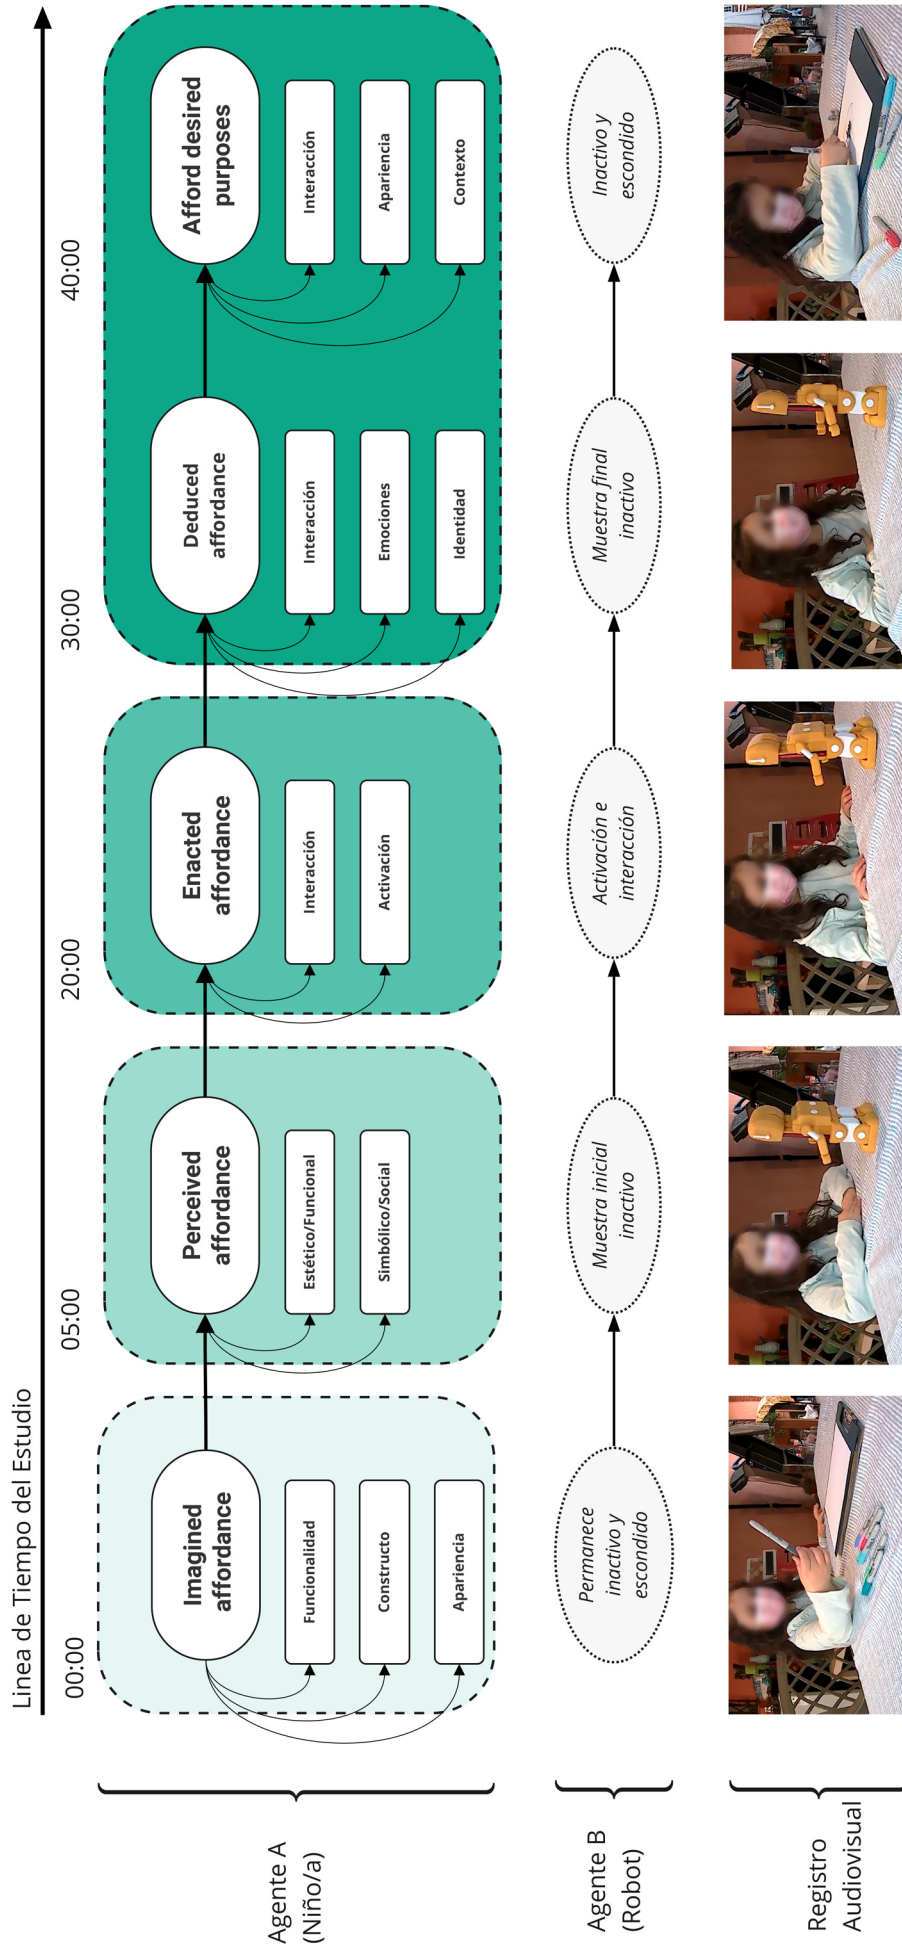 Linea de Tiempo del Estudio
00:00
05:00
20:00
30:00
40:00
Agente A
(Niño/a)
Imagined
affordance
Funcionalidad
Constructo
Apariencia
Perceived
affordance
Estético/Funcional
Simbólico/Social
Enacted
affordance
Interacción
Activación
Deduced
affordance
Interacción
Emociones
Identidad
Afford desired
purposes
Interacción
Apariencia
Contexto
Agente B
(Robot)
Permanece
inactivo y
escondido
Muestra inicial
inactivo
Activación e
interacción
Muestra final
inactivo
Inactivo y
escondido
Registro
Audiovisual